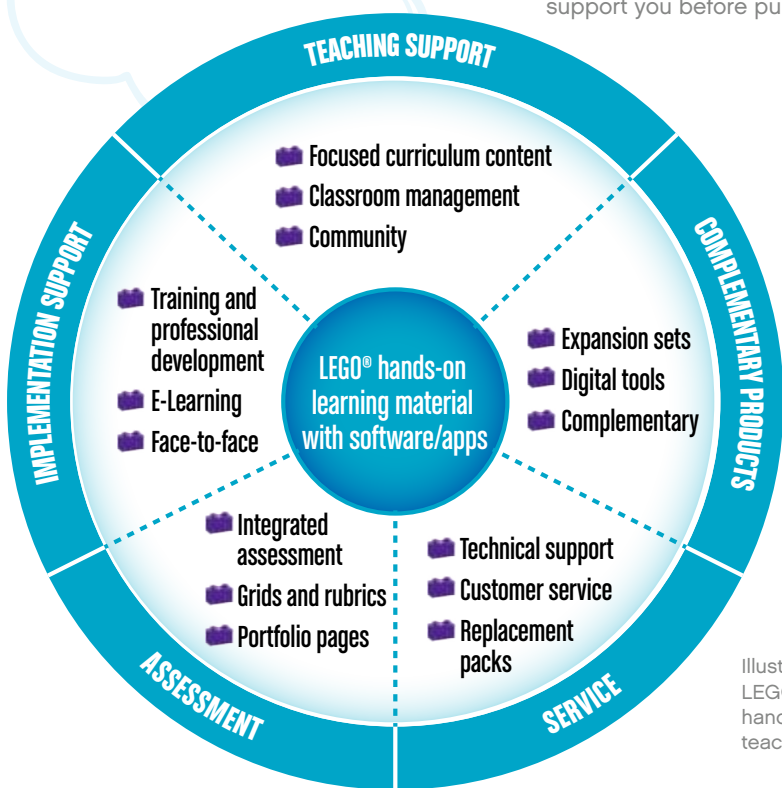 support you before pu
TEACHING SUPPORT
Focused curriculum content
Classroom management
Community
COMPLEMENTARY PRODUCTS
Expansion sets
Digital tools
Complementary
SERVICE
Technical support
Customer service
Replacement
packs
ASSESSMENT
Integrated
assessment
Grids and rubrics
Portfolio pages
IMPLEMENTATION SUPPORT
Training and
professional
development
E-Learning
Face-to-face
LEGO® hands-on
learning material
with software/apps
Illust
LEGO
hand
teac